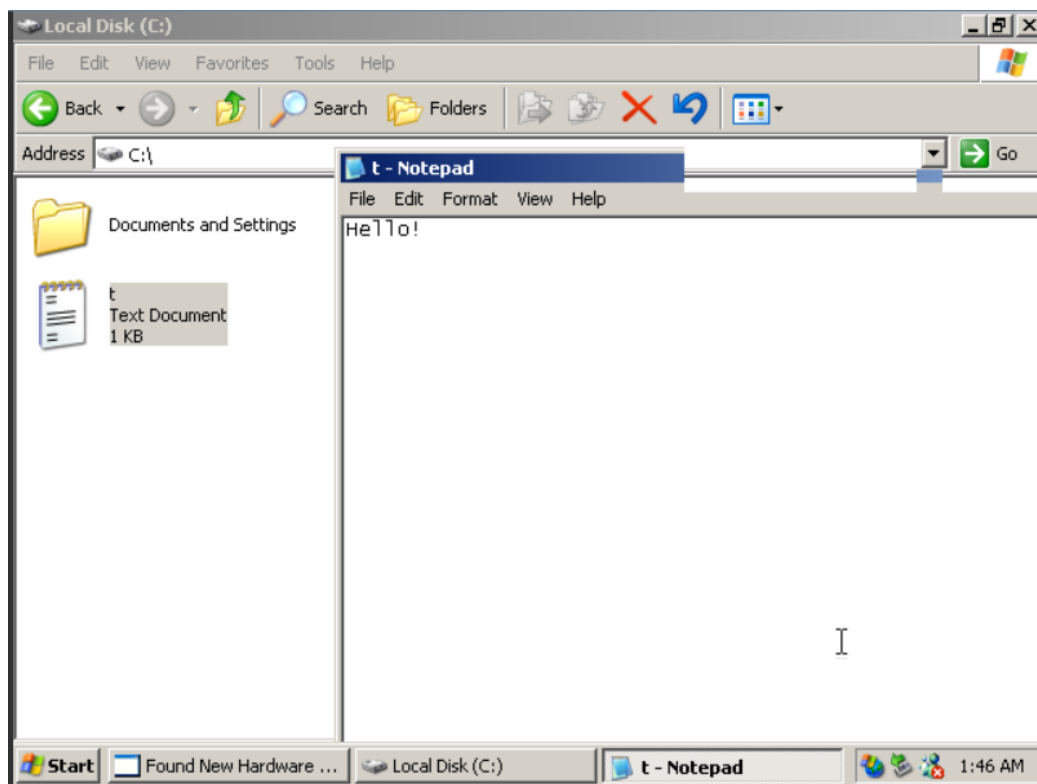 Local Disk (C:)
File Edit View Favorites Tools Help
Back Search Folders
Address C:\ Go
t - Notepad
File Edit Format View Help
Hello!
Documents and Settings
t
Text Document
1 KB
Start Found New Hardware ... Local Disk (C:) t - Notepad 1:46 AM